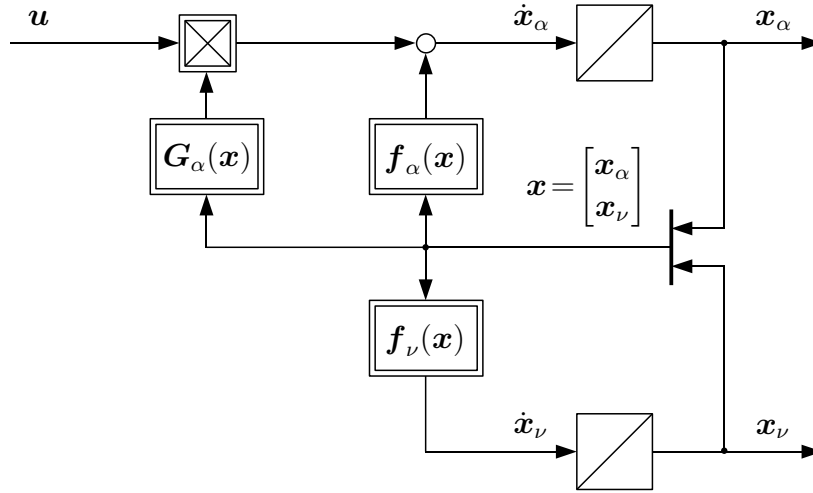 u
ẋ_α
x_α
G_α(x)
f_α(x)
x = [x_α
x_ν]
f_ν(x)
ẋ_ν
x_ν